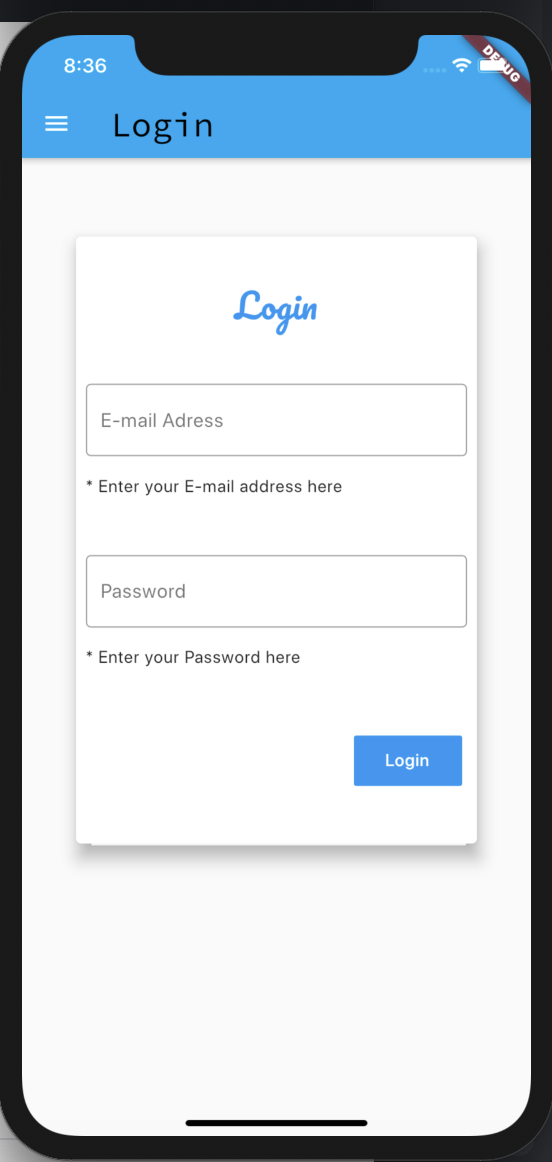 8:36
DEBUG
Login
Login
E-mail Adress
* Enter your E-mail address here
Password
* Enter your Password here
Login